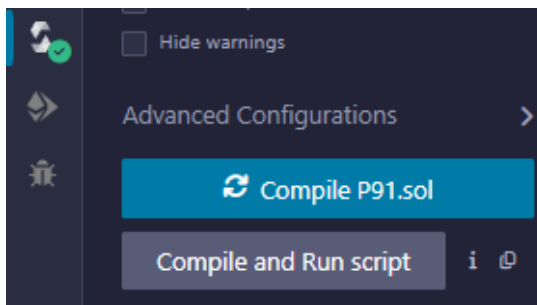 Hide warnings
Advanced Configurations
Compile P91.sol
Compile and Run script